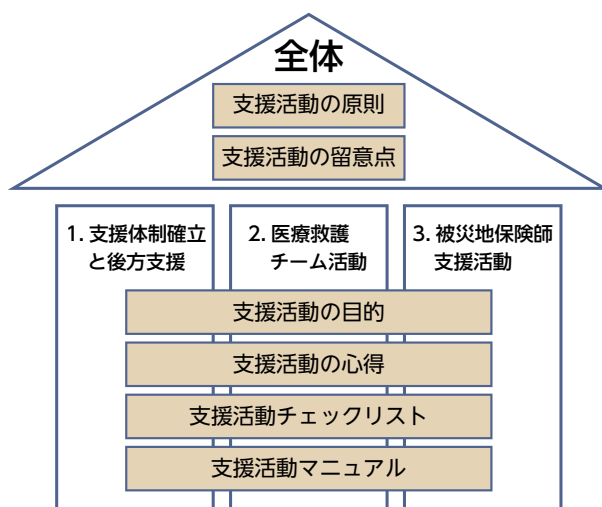 全体
支援活動の原則
支援活動の留意点
1. 支援体制確立
と後方支援
2. 医療救護
チーム活動
3. 被災地保険師
支援活動
支援活動の目的
支援活動の心得
支援活動チェックリスト
支援活動マニュアル